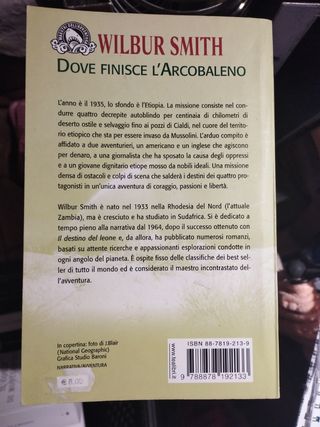 WILBUR SMITH
DOVE FINISCE L'ARCOBALENO
L'anno è il 1935, lo sfondo è l'Etiopia. La missione consiste nel con-
durre quattro decrepite autoblindo per centinaia di chilometri di
deserto ostile e selvaggio fino ai pozzi di Cialdi, nel cuore del territo-
rio etiopico che sta per essere invaso da Mussolini. L'arduo compito è
affidato a due avventurieri, un americano e un inglese che agiscono
per denaro, a una giornalista che ha sposato la causa degli oppressi
e a un giovane dignitario etiope mosso da nobili ideali. Una missione
densa di ostacoli e colpi di scena che salderà i destini dei quattro pro-
tagonisti in un'unica avventura di coraggio, passioni e libertà.
Wilbur Smith è nato nel 1933 nella Rhodesia del Nord (l'attuale
Zambia), ma è cresciuto e ha studiato in Sudafrica. Si è dedicato
a tempo pieno alla narrativa dal 1964, dopo il successo ottenuto con
Il destino del leone e, da allora, ha pubblicato numerosi romanzi,
basati su attente ricerche e appassionanti esplorazioni condotte in
ogni angolo del pianeta. È ospite fisso delle classifiche dei best sel-
ler di tutto il mondo ed è considerato il maestro incontrastato del-
l'avventura.
In copertina: foto di J.Blair
(National Geographic)
Grafica Studio Baroni
NARRATIVA/AVVENTURA
€ 8,00
www.tealibri.it
ISBN 88-7819-213-9
9 788878 192133